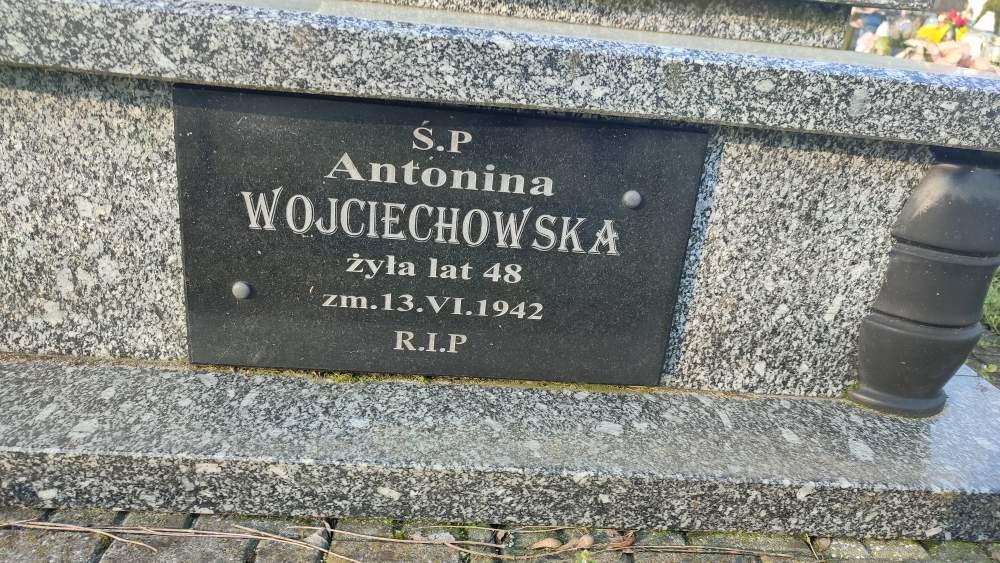 Ś.P
Antonina
WOJCIECHOWSKA
żyła lat 48
zm.13.VI.1942
R.I.P